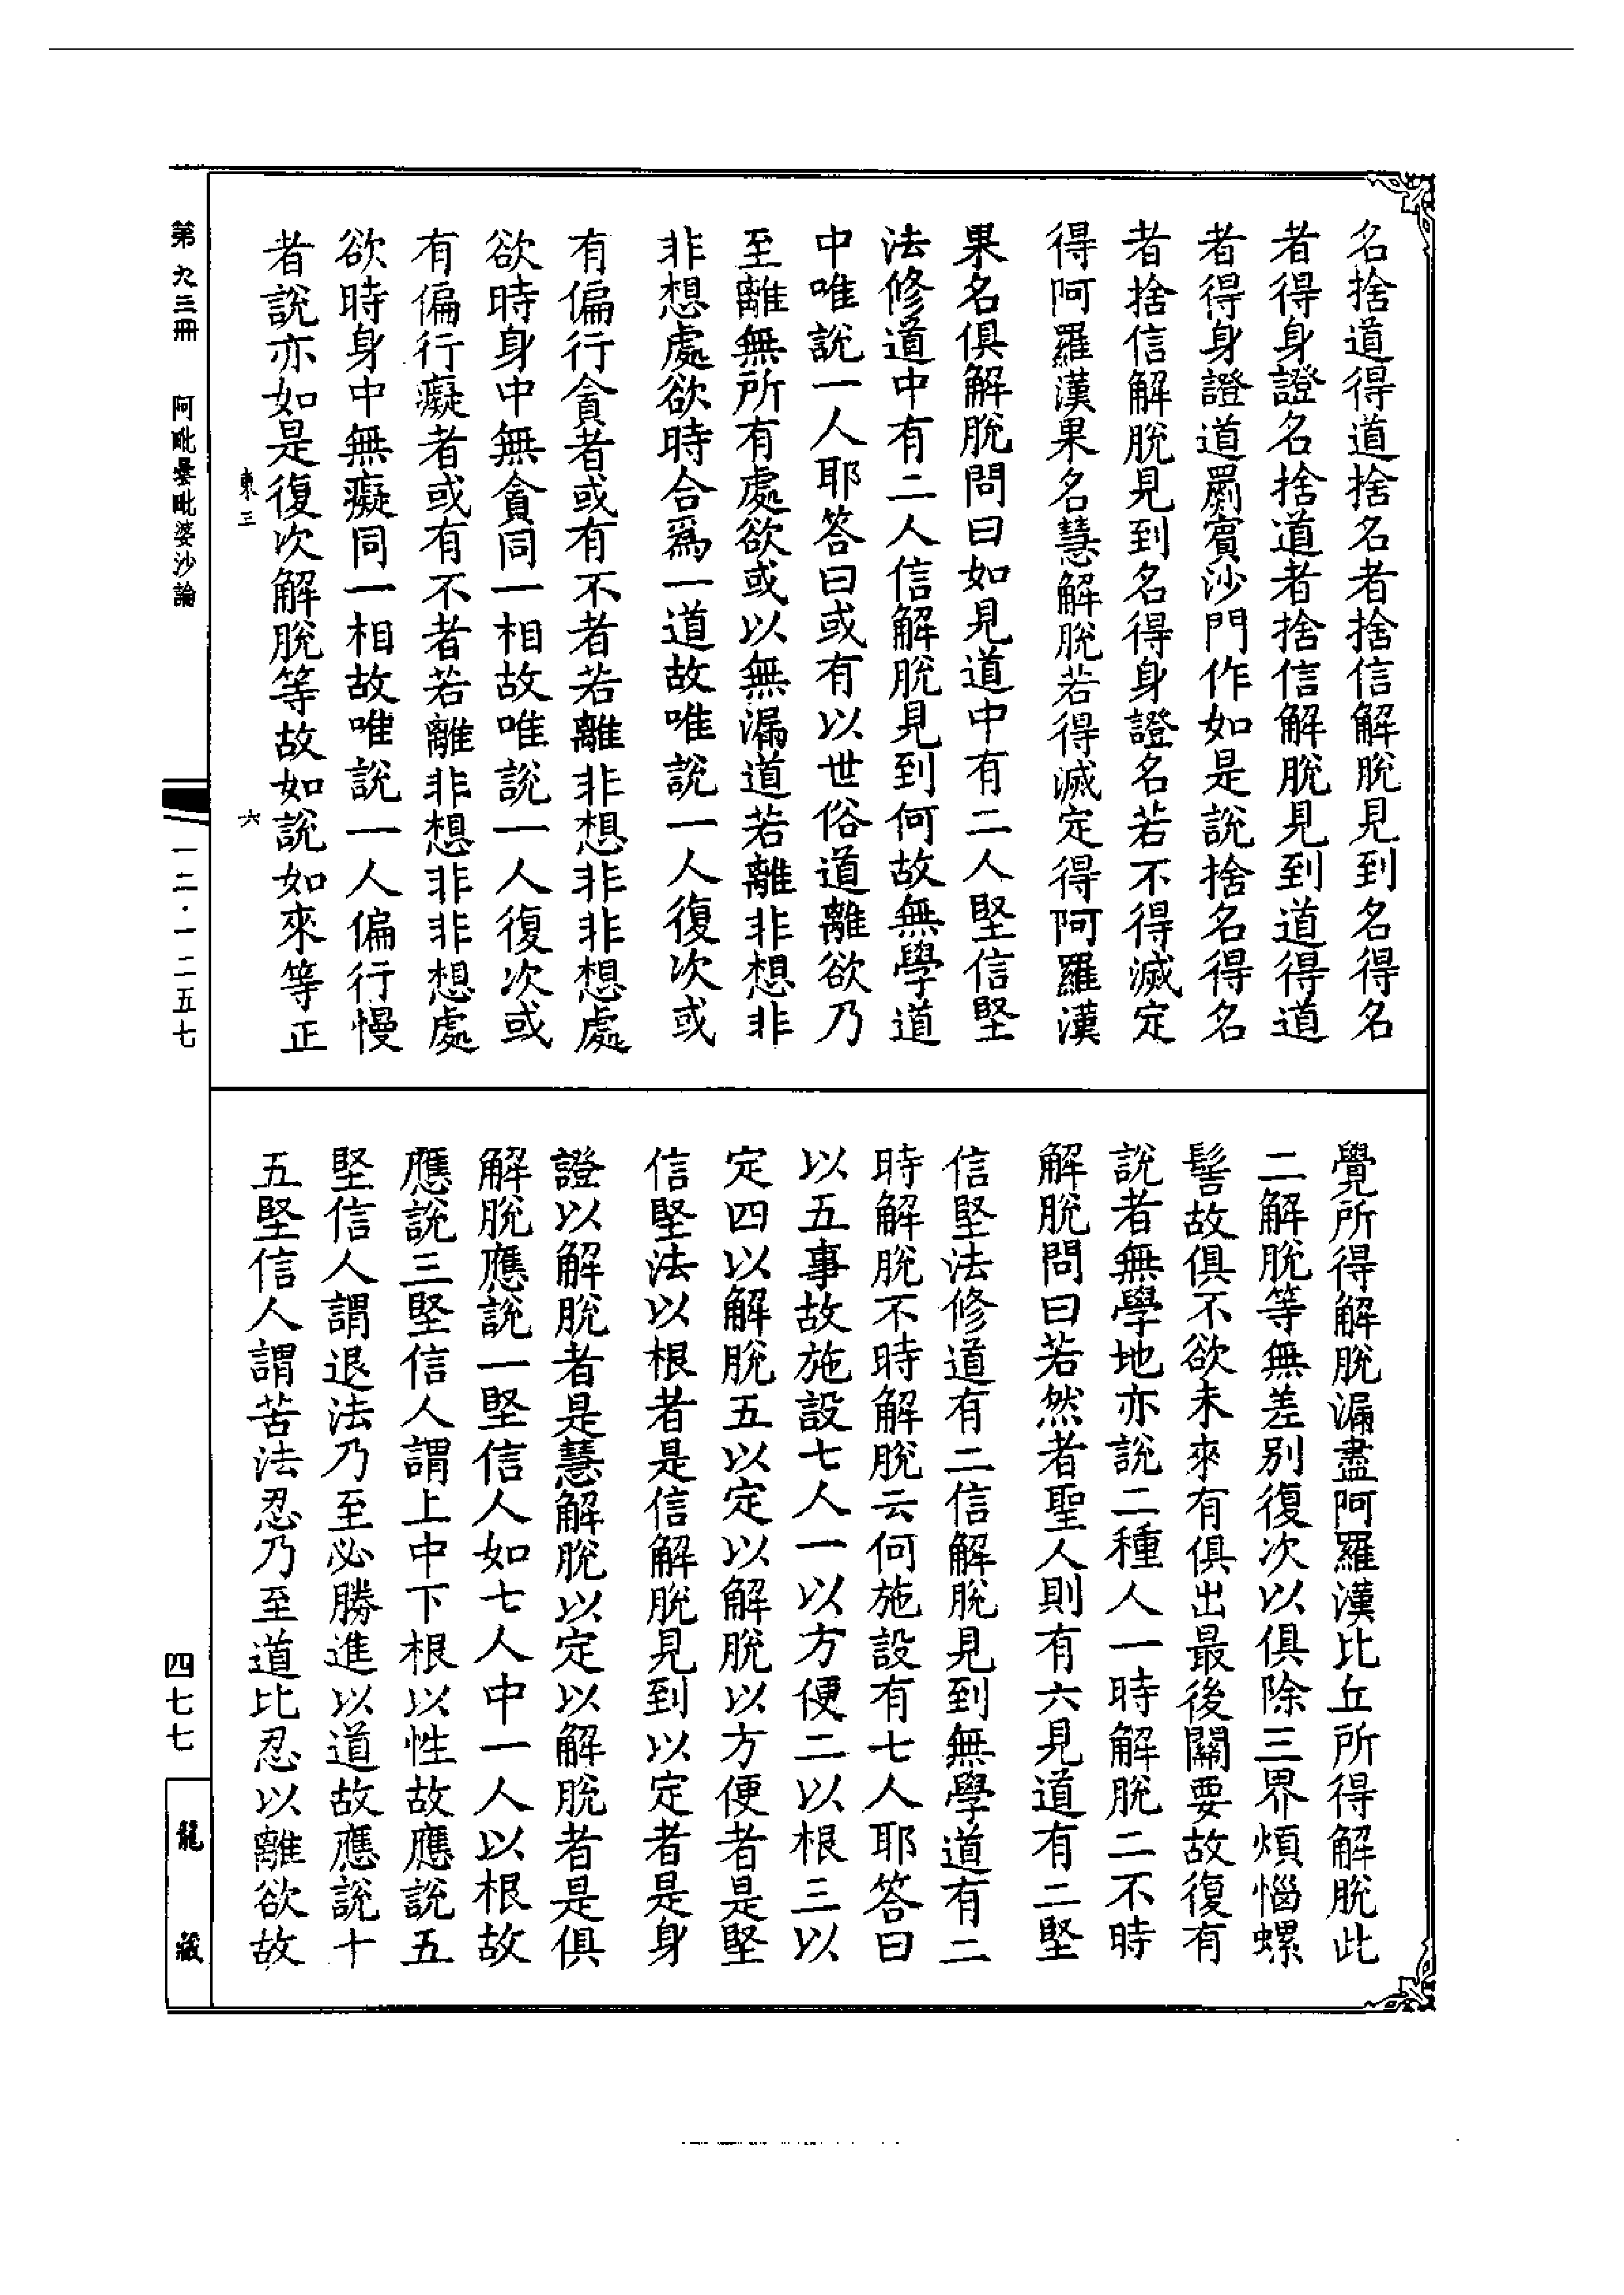 名捨道得道捨名者捨信解脫見到名得名
者得身證名捨道者捨信解脫見到道得道
者得身證道罽賓沙門作如是說捨名得名
者捨信解脫見到名得身證名若不得滅定
得阿羅漢果名慧解脫若得滅定得阿羅漢
果名俱解脫問曰如見道中有二人堅信堅
法修道中有二人信解脫見到何故無學道
中唯說一人耶答曰或有以世俗道離欲乃
至離無所有處欲或以無漏道若離非想非
非想處欲時合爲一道故唯說一人復次或
有偏行貪者或有不者若離非想非非想處
欲時身中無貪同一相故唯說一人復次或
有偏行癡者或有不者若離非想非非想處
欲時身中無癡同一相故唯說一人偏行慢
者說亦如是復次解脫等故如說如來等正
覺所得解脫漏盡阿羅漢比丘所得解脫此
二解脫等無差別復次以俱除三界煩惱螺
髻故俱不欲未來有俱出最後關要故復有
說者無學地亦說二種人一時解脫二不時
解脫問曰若然者聖人則有六見道有二堅
信堅法修道有二信解脫見到無學道有二
時解脫不時解脫云何施設有七人耶答曰
以五事故施設七人一以方便二以根三以
定四以解脫五以定以解脫以方便者是堅
信堅法以根者是信解脫見到以定者是身
證以解脫者是慧解脫以定以解脫者是俱
解脫應說一堅信人如七人中一人以根故
應說三堅信人謂上中下根以性故應說五
堅信人謂退法乃至必勝進以道故應說十
五堅信人謂苦法忍乃至道比忍以離欲故
東三 六
第九三冊 阿毗曇毗婆沙論
一二·一二五七
四七七
龍藏